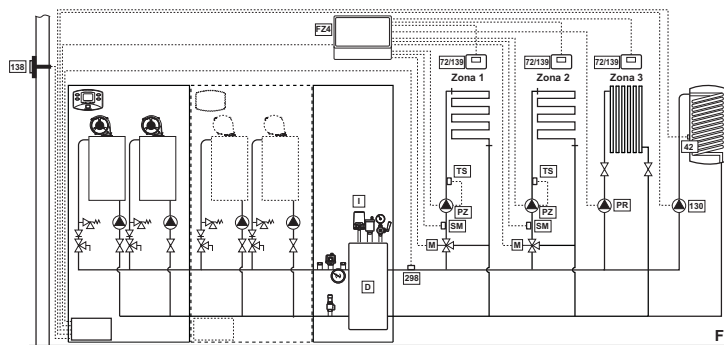 FZ4
72/139
72/139
72/139
138
Zona 1
Zona 2
Zona 3
42
TS
TS
I
PZ
PZ
PR
130
SM
SM
M
M
298
D
F